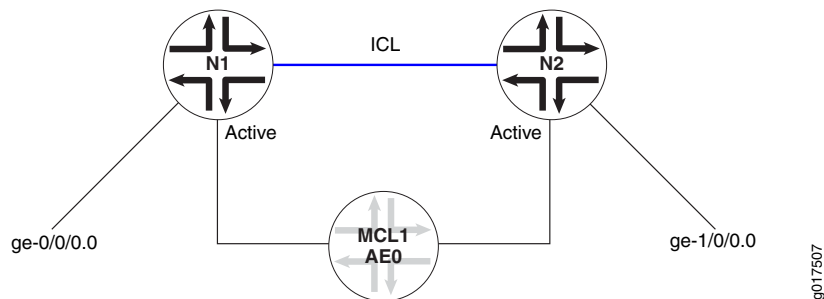 ICL
N1
N2
Active
Active
ge-0/0/0.0
MCL1
AE0
ge-1/0/0.0
g017507